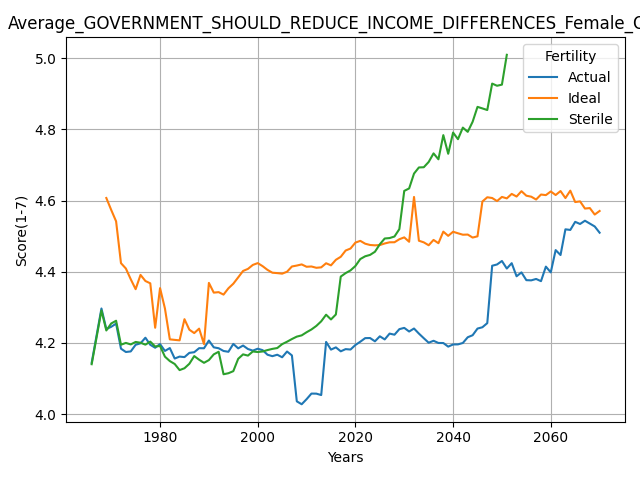 Average_GOVERNMENT_SHOULD_REDUCE_INCOME_DIFFERENCES_Female_
Fertility
Actual
Ideal
Sterile
5.0
4.8
4.6
4.4
4.2
4.0
Score(1-7)
1980 2000 2020 2040 2060
Years